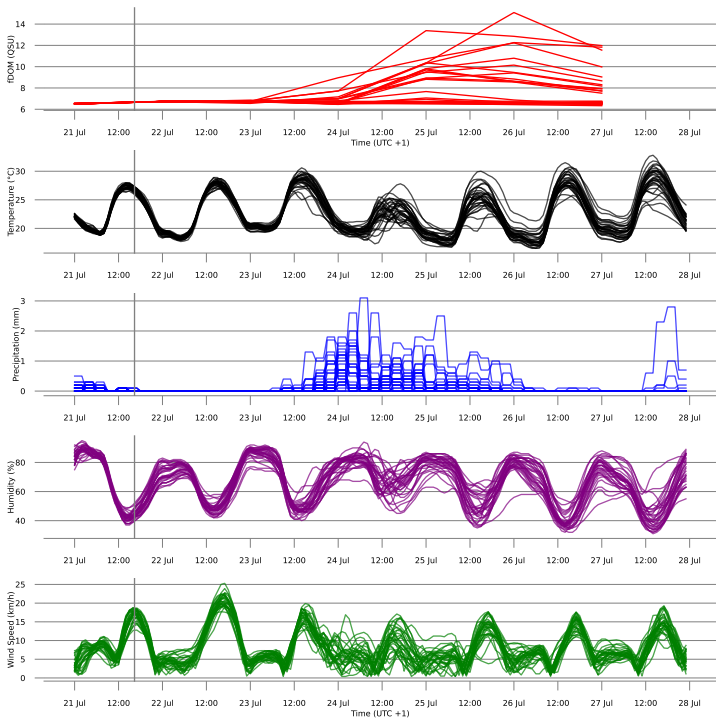 14
12
10
8
6
fDOM (QSU)
21 Jul 12:00 22 Jul 12:00 23 Jul 12:00 24 Jul 12:00 25 Jul 12:00 26 Jul 12:00 27 Jul 12:00 28 Jul
Time (UTC +1)
30
25
20
Temperature (°C)
21 Jul 12:00 22 Jul 12:00 23 Jul 12:00 24 Jul 12:00 25 Jul 12:00 26 Jul 12:00 27 Jul 12:00 28 Jul
3
2
1
0
Precipitation (mm)
21 Jul 12:00 22 Jul 12:00 23 Jul 12:00 24 Jul 12:00 25 Jul 12:00 26 Jul 12:00 27 Jul 12:00 28 Jul
80
60
40
Humidity (%)
21 Jul 12:00 22 Jul 12:00 23 Jul 12:00 24 Jul 12:00 25 Jul 12:00 26 Jul 12:00 27 Jul 12:00 28 Jul
25
20
15
10
5
0
Wind Speed (km/h)
21 Jul 12:00 22 Jul 12:00 23 Jul 12:00 24 Jul 12:00 25 Jul 12:00 26 Jul 12:00 27 Jul 12:00 28 Jul
Time (UTC +1)